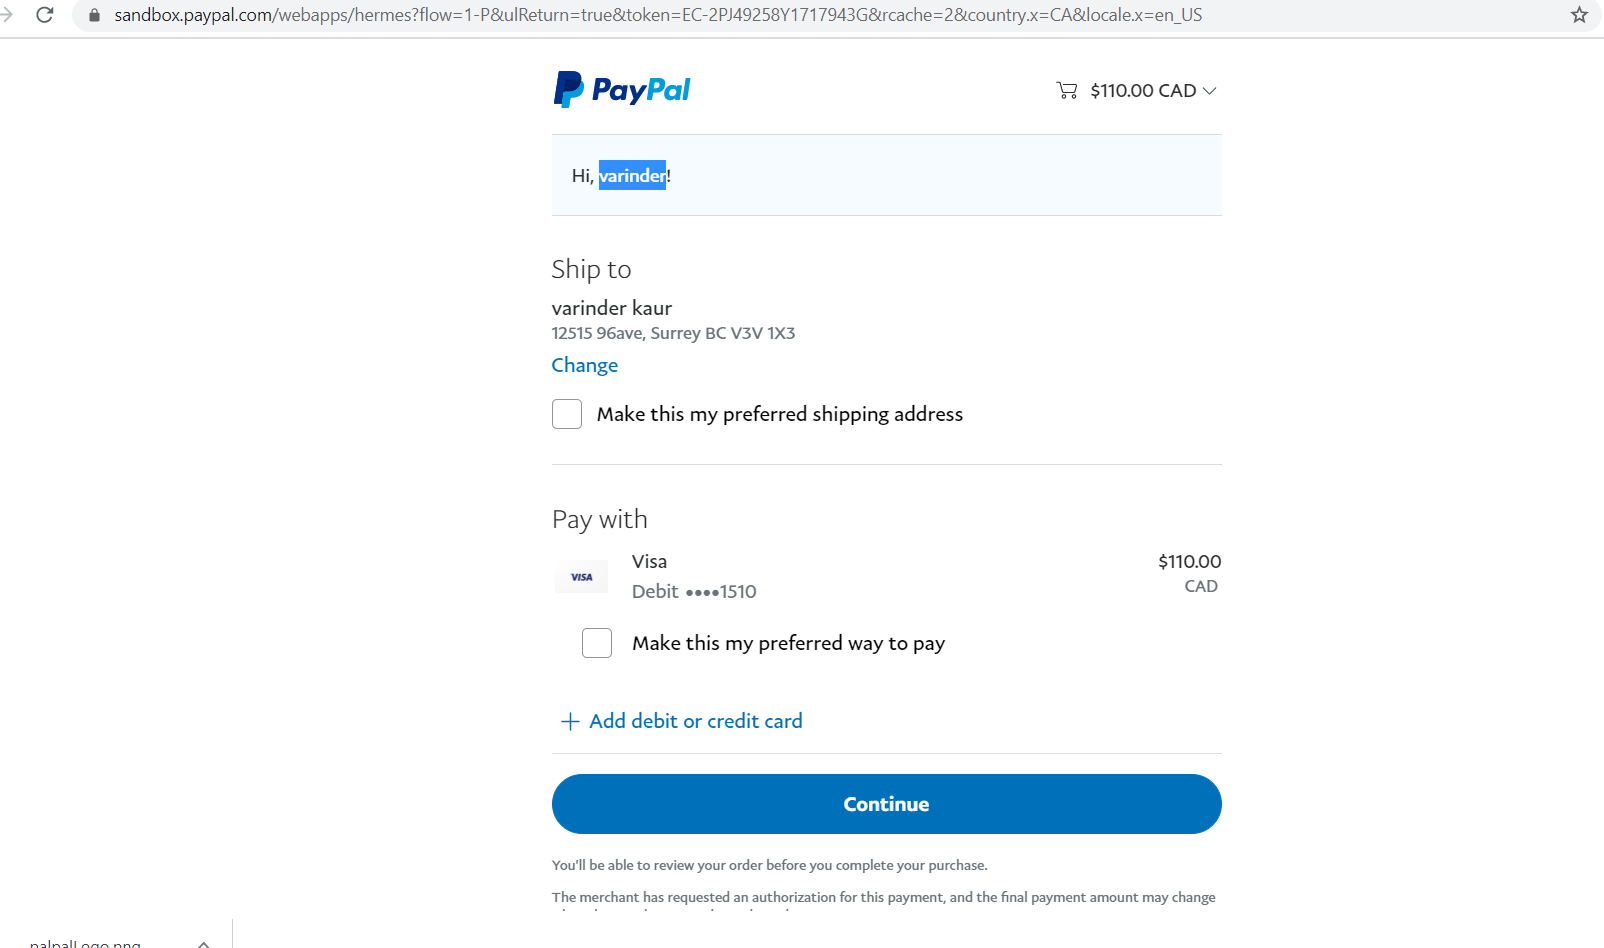 sandbox.paypal.com/webapps/hermes?flow=1-P&ulReturn=true&token=EC-2PJ49258Y1717943G&rcache=2&country.x=CA&locale.x=en_US
PayPal
$110.00 CAD
Hi, varinder!
Ship to
varinder kaur
12515 96ave, Surrey BC V3V 1X3
Change
Make this my preferred shipping address
Pay with
VISA
Visa
$110.00
Debit ••••1510
CAD
Make this my preferred way to pay
+ Add debit or credit card
Continue
You'll be able to review your order before you complete your purchase.
The merchant has requested an authorization for this payment, and the final payment amount may change